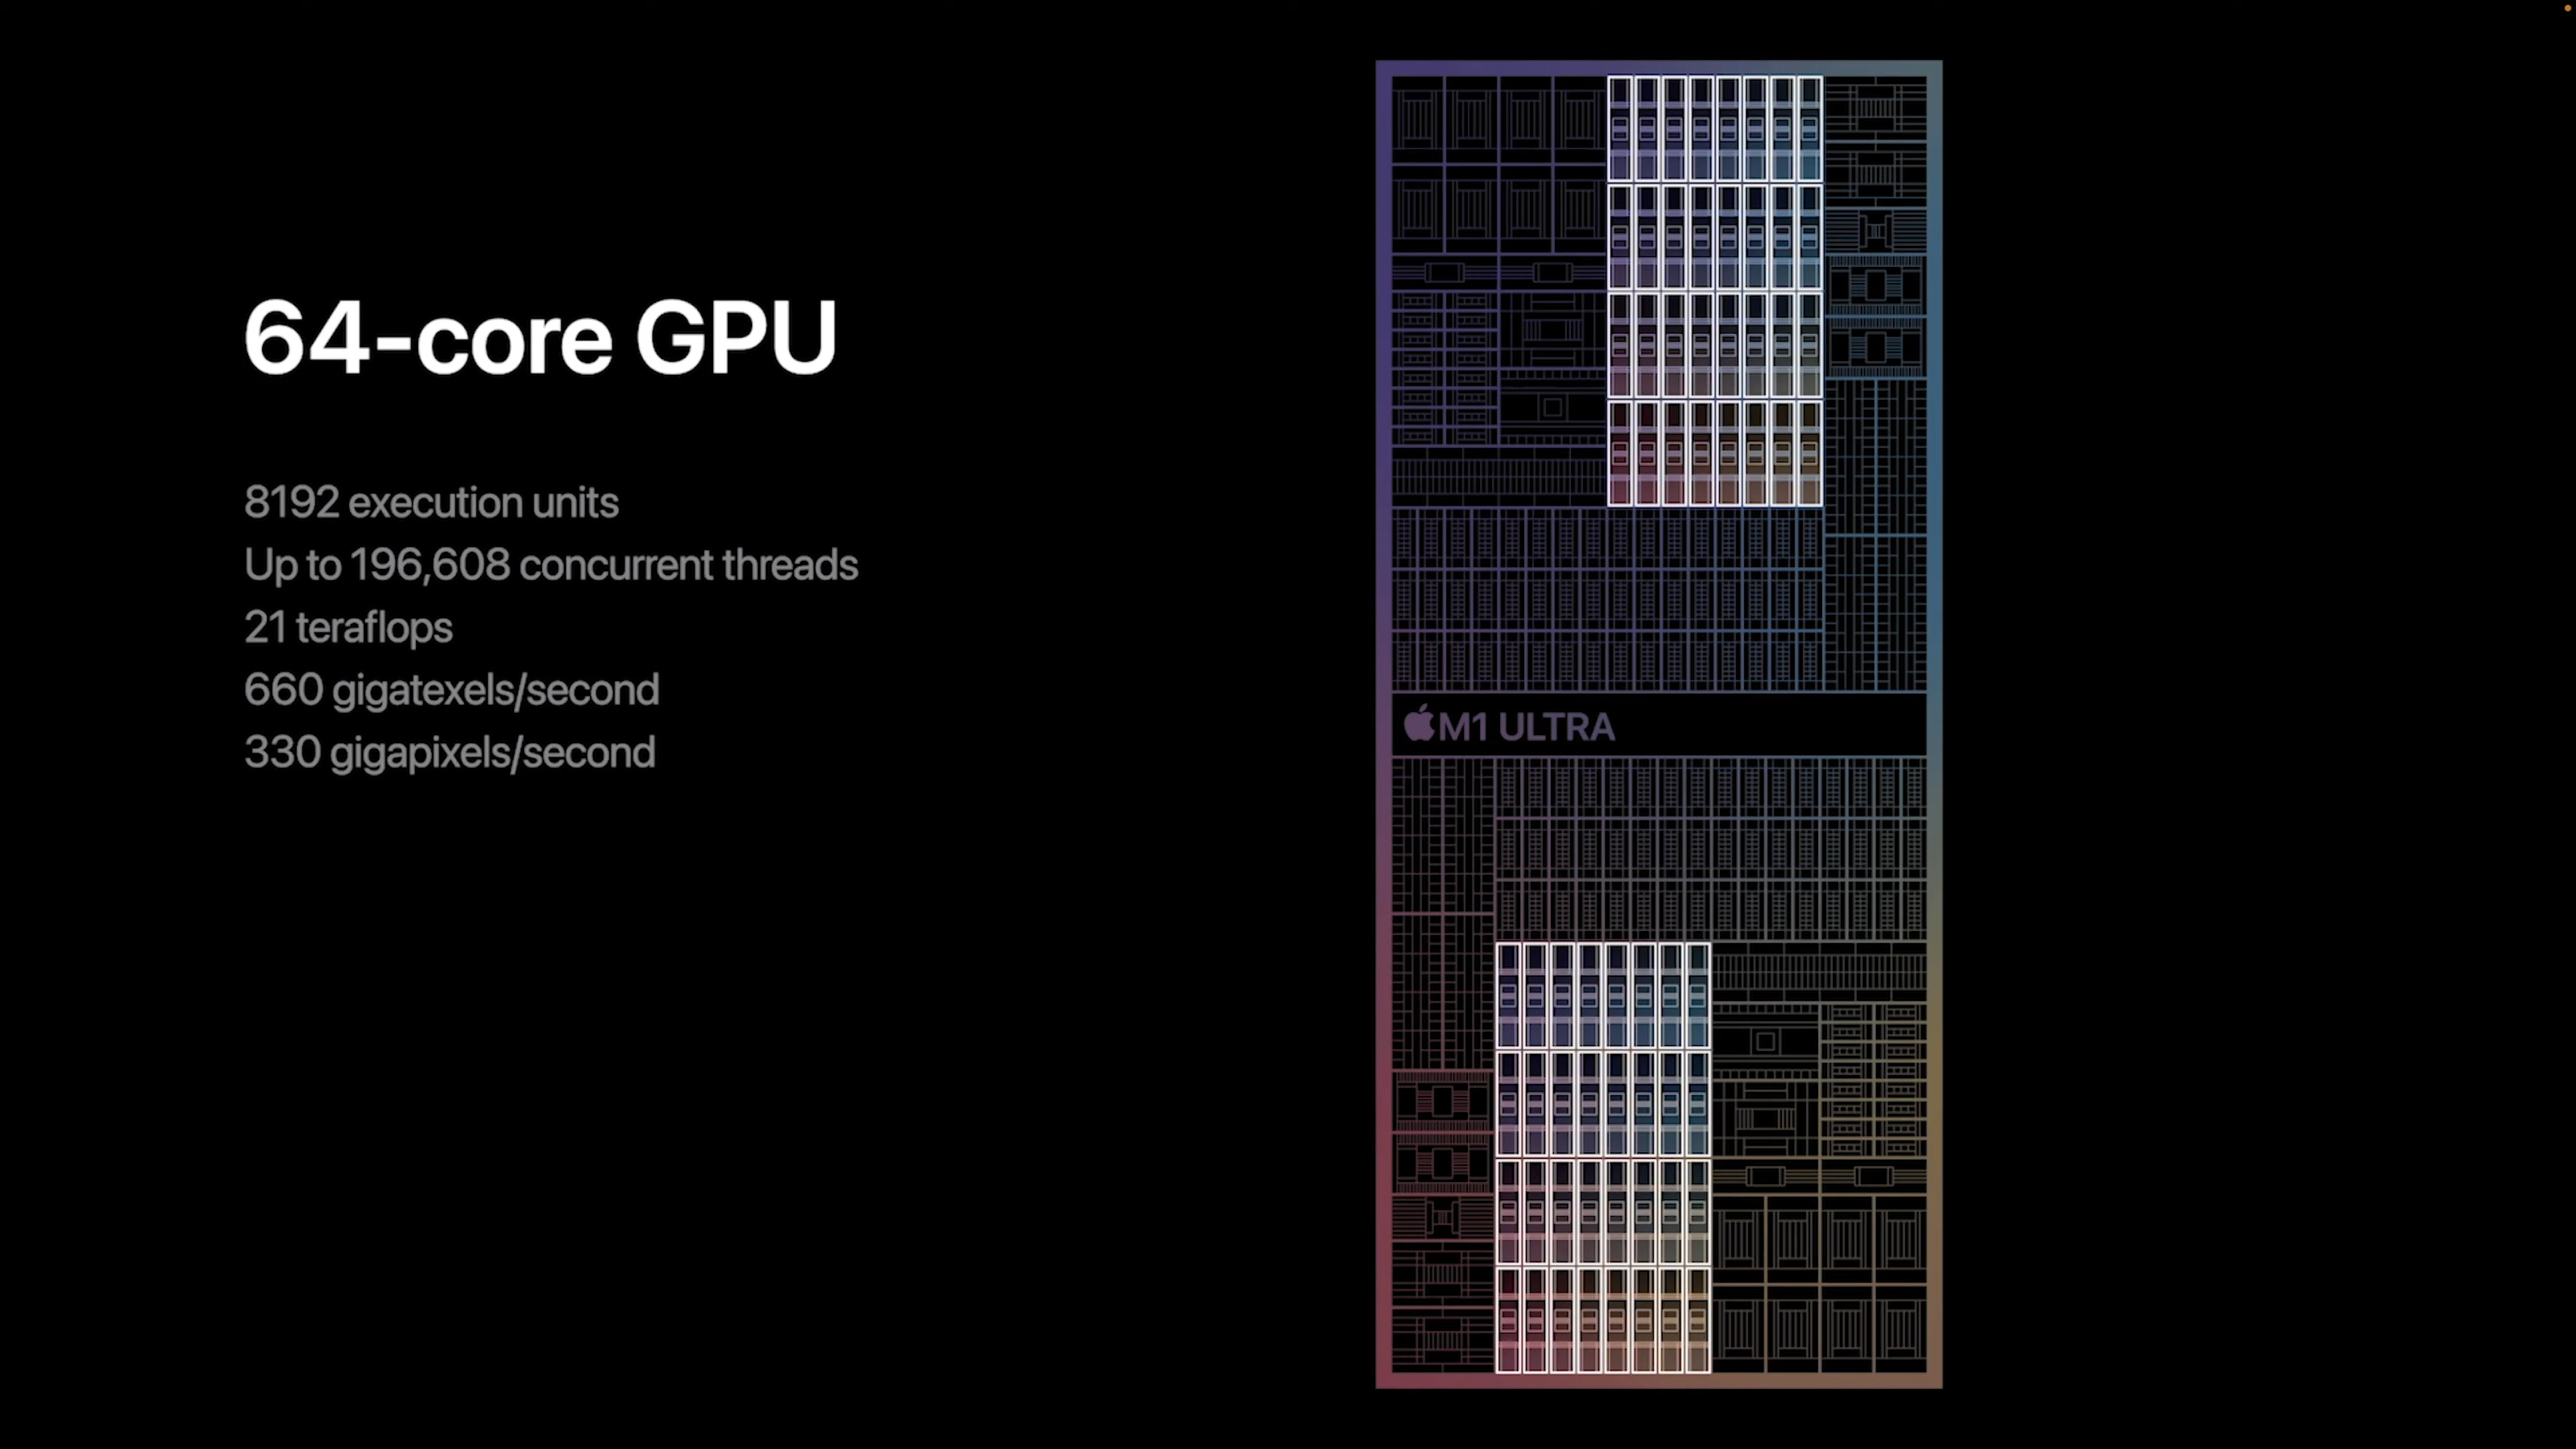 64-core GPU
8192 execution units
Up to 196,608 concurrent threads
21 teraflops
660 gigatexels/second
330 gigapixels/second
M1 ULTRA